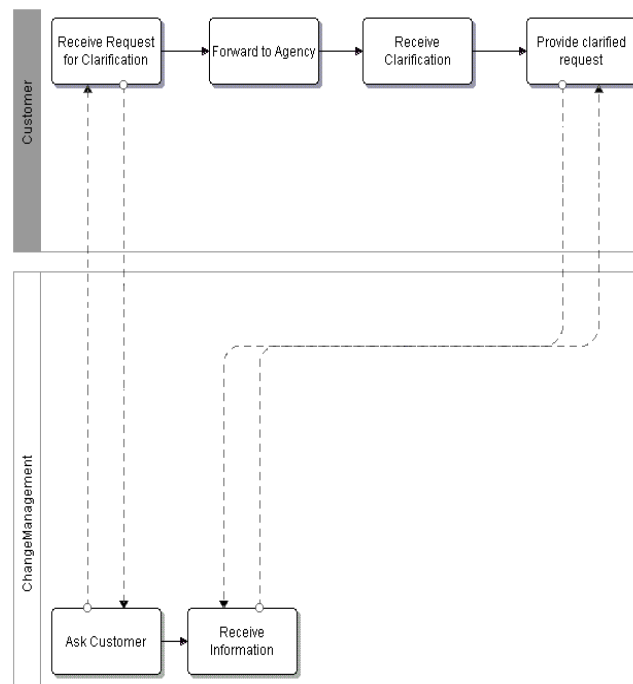 Customer
Receive Request
for Clarification
Forward to Agency
Receive
Clarification
Provide clarified
request
ChangeManagement
Ask Customer
Receive
Information